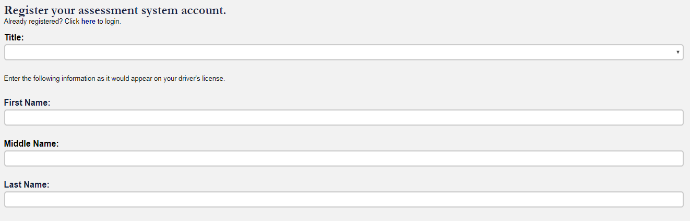 Register your assessment system account.
Already registered? Click here to login.
Title:
Enter the following information as it would appear on your driver's license.
First Name:
Middle Name:
Last Name: